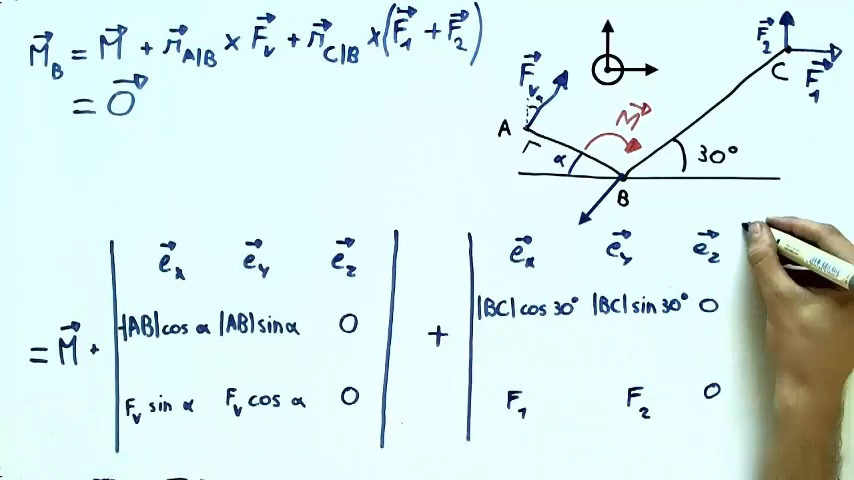 M⃗_B = M⃗ + r⃗_A|B × F⃗_v + r⃗_C|B × (F⃗_1 + F⃗_2)
= 0⃗
F⃗_2
C
F⃗_1
F⃗_v
α
A
M⃗
α
30°
B
e⃗_x e⃗_y e⃗_z
e⃗_x e⃗_y e⃗_z
-|AB|cos α |AB|sin α 0
|BC|cos 30° |BC|sin 30° 0
= M⃗ +
+
F_v sin α F_v cos α 0
F_1 F_2 0